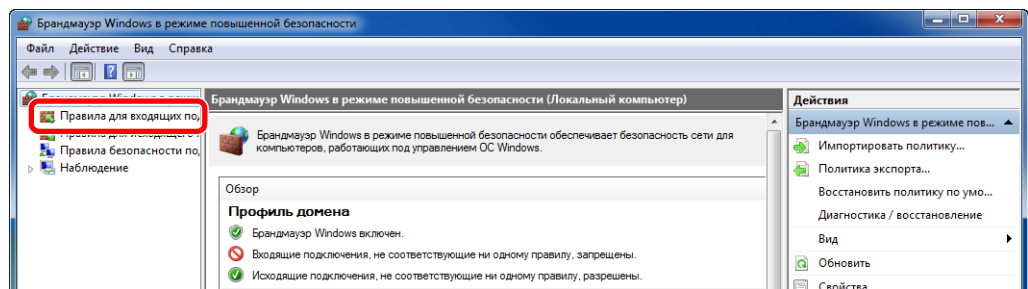 Брандмауэр Windows в режиме повышенной безопасности
Файл Действие Вид Справка
Правила для входящих под
Правила безопасности по,
Наблюдение
Брандмауэр Windows в режиме повышенной безопасности (Локальный компьютер)
Брандмауэр Windows в режиме повышенной безопасности обеспечивает безопасность сети для
компьютеров, работающих под управлением ОС Windows.
Обзор
Профиль домена
Брандмауэр Windows включен.
Входящие подключения, не соответствующие ни одному правилу, запрещены.
Исходящие подключения, не соответствующие ни одному правилу, разрешены.
Действия
Брандмауэр Windows в режиме пов...
Импортировать политику...
Политика экспорта...
Восстановить политику по умо...
Диагностика / восстановление
Вид
Обновить
Свойства